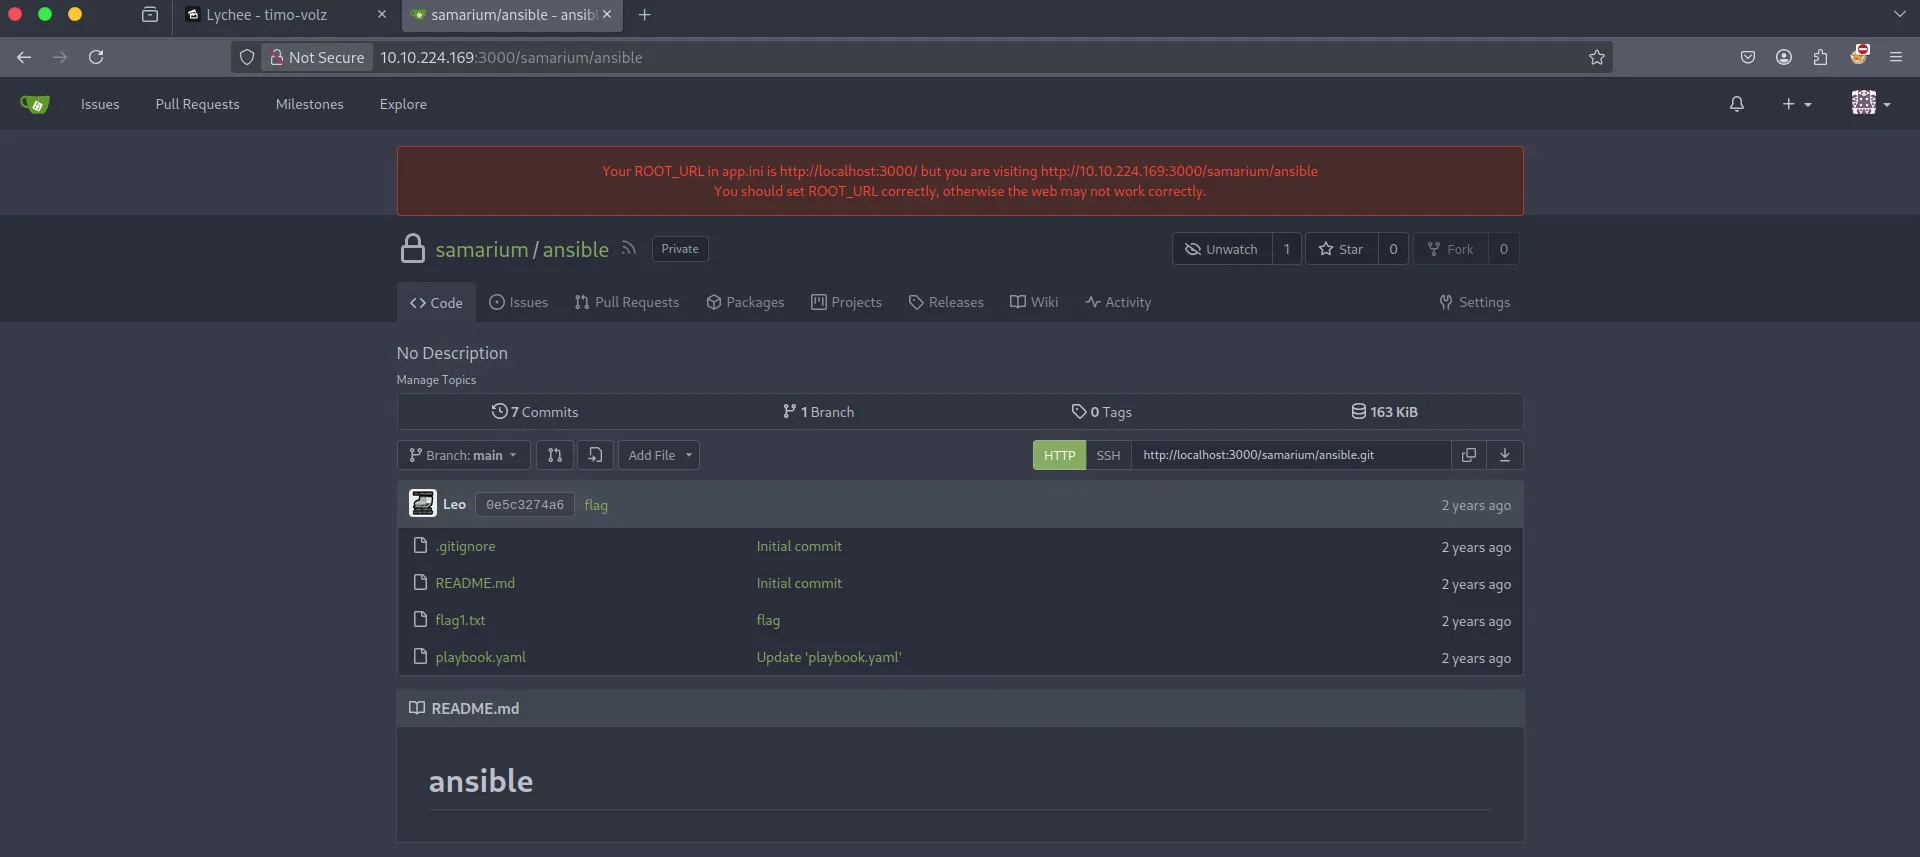 Lychee - timo-volz
samarium/ansible - ansib
Not Secure 10.10.224.169:3000/samarium/ansible
Issues Pull Requests Milestones Explore
Your ROOT_URL in app.ini is http://localhost:3000/ but you are visiting http://10.10.224.169:3000/samarium/ansible
You should set ROOT_URL correctly, otherwise the web may not work correctly.
samarium/ansible Private Unwatch 1 Star 0 Fork 0
Code Issues Pull Requests Packages Projects Releases Wiki Activity Settings
No Description
Manage Topics
7 Commits 1 Branch 0 Tags 163 KiB
Branch: main Add File HTTP SSH http://localhost:3000/samarium/ansible.git
Leo 0e5c3274a6 flag 2 years ago
.gitignore Initial commit 2 years ago
README.md Initial commit 2 years ago
flag1.txt flag 2 years ago
playbook.yaml Update 'playbook.yaml' 2 years ago
README.md
ansible